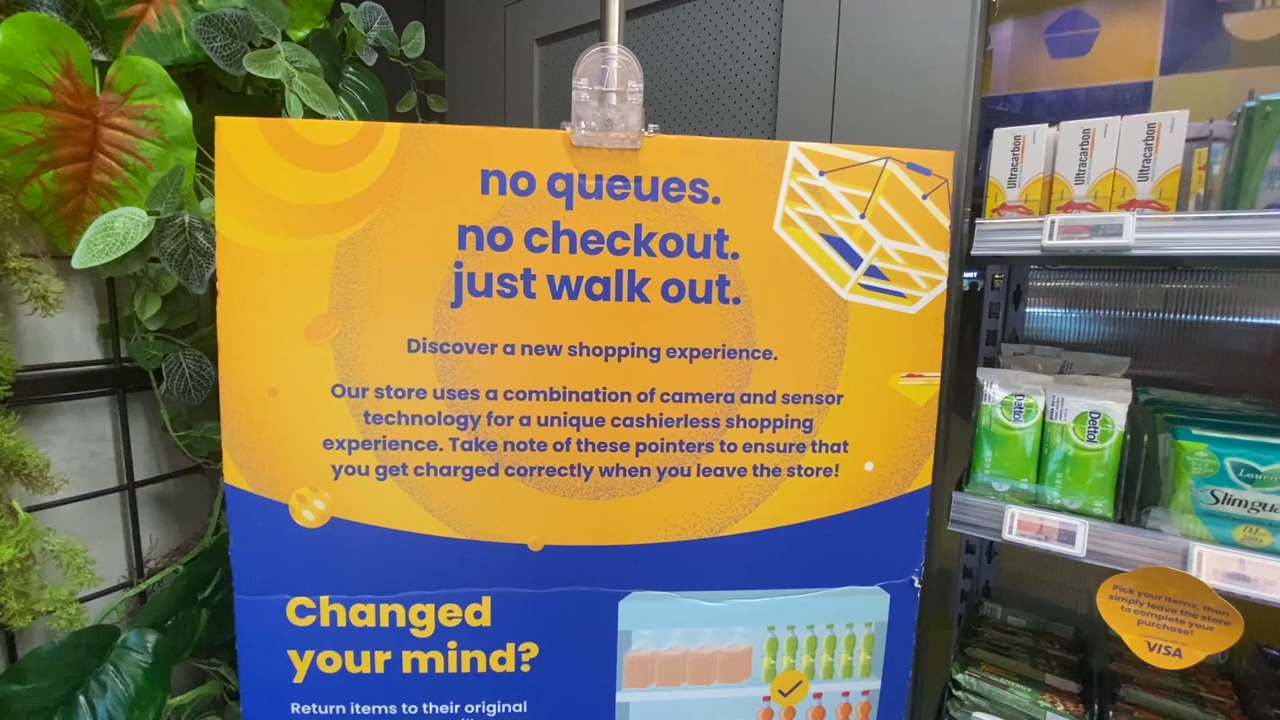 no queues.
no checkout.
just walk out.
Discover a new shopping experience.
Our store uses a combination of camera and sensor
technology for a unique cashierless shopping
experience. Take note of these pointers to ensure that
you get charged correctly when you leave the store!
Changed
your mind?
Return items to their original
Ultracarbon
Ultracarbon
Ultracarbon
Dettol
Dettol
Laurier
Slimgua
Pick your items, then
simply leave the store
to complete your
purchase!
VISA